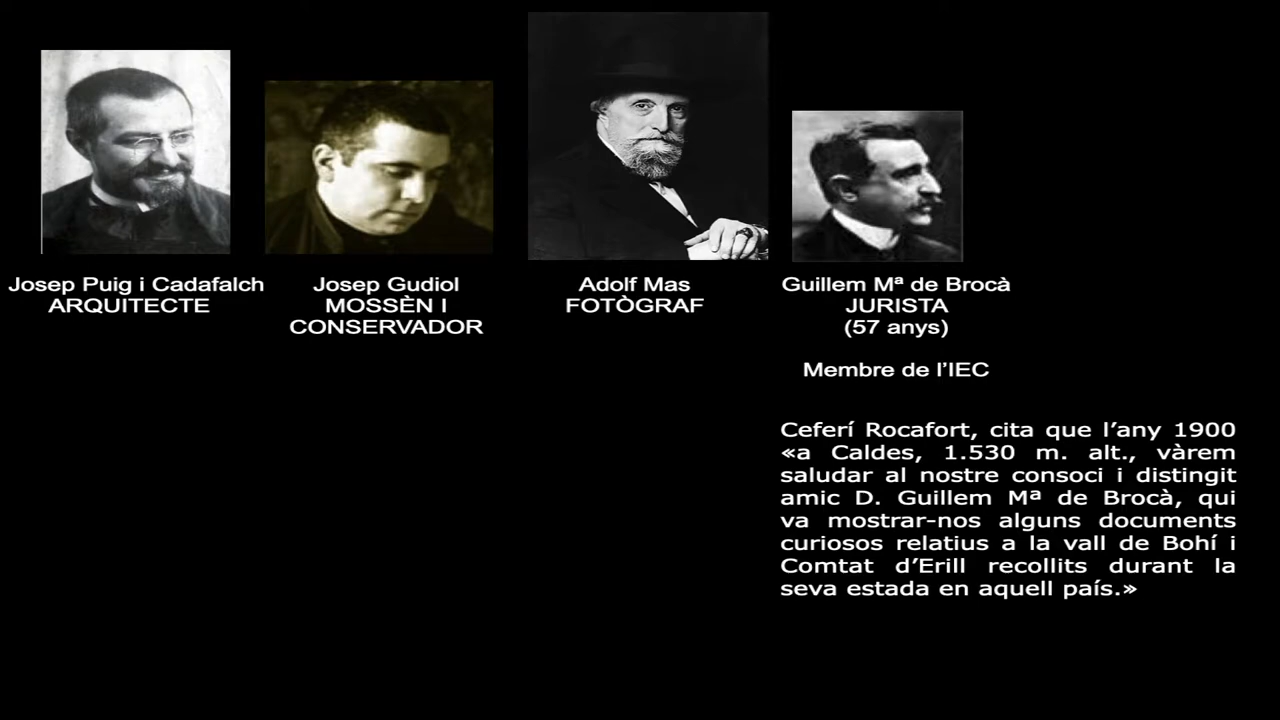 Josep Puig i Cadafalch
ARQUITECTE
Josep Gudiol
MOSSÈN I
CONSERVADOR
Adolf Mas
FOTÒGRAF
Guillem Mª de Brocà
JURISTA
(57 anys)
Membre de l’IEC
Ceferí Rocafort, cita que l’any 1900
«a Caldes, 1.530 m. alt., vàrem
saludar al nostre consoci i distingit
amic D. Guillem Mª de Brocà, qui
va mostrar-nos alguns documents
curiosos relatius a la vall de Bohí i
Comtat d’Erill recollits durant la
seva estada en aquell país.»